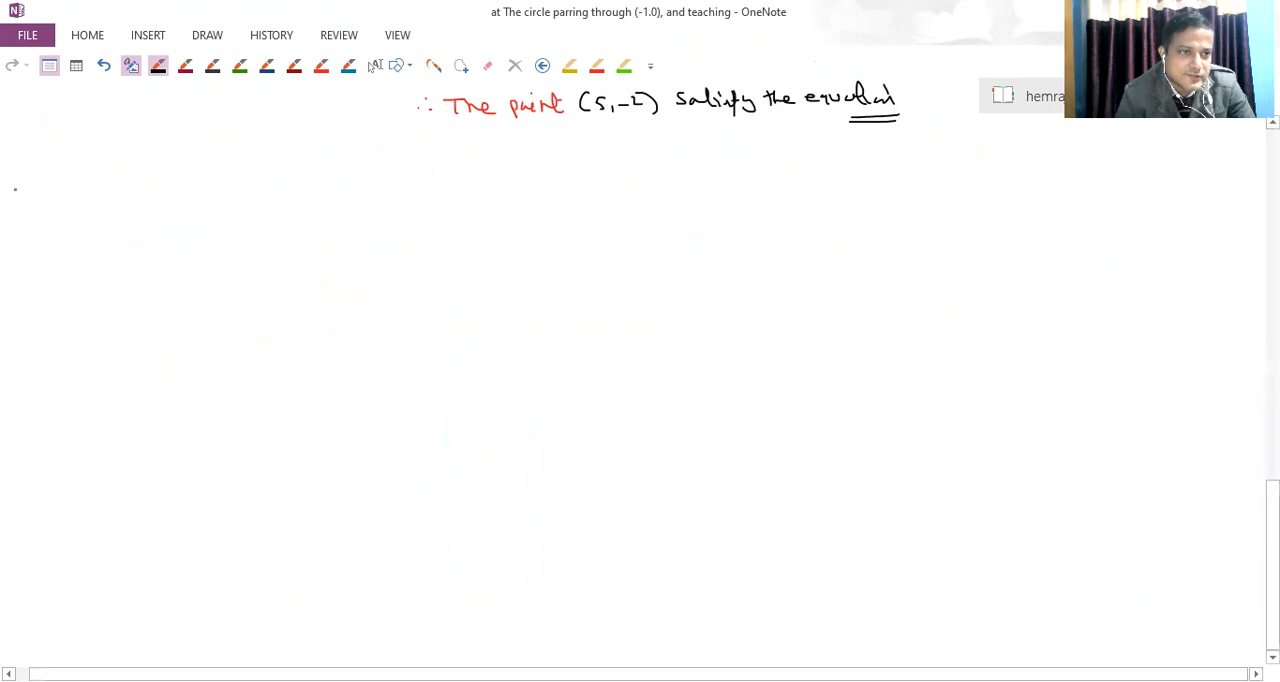 at The circle parring through (-1.0), and teaching - OneNote
FILE HOME INSERT DRAW HISTORY REVIEW VIEW
∴ The point (5,-2) satisfy the equation
hemra